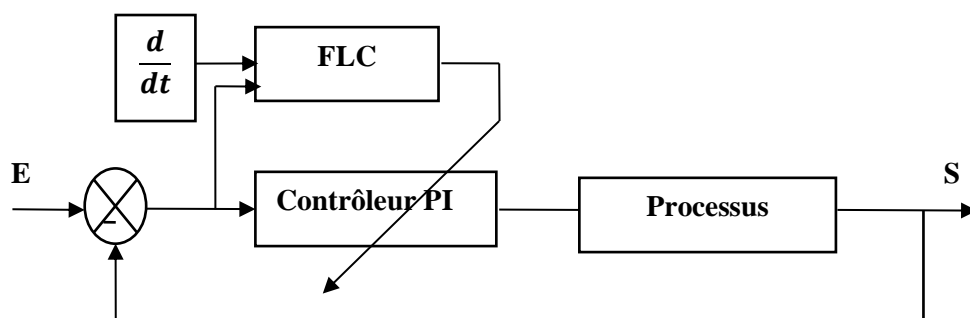 d
dt
FLC
E
-
Contrôleur PI
Processus
S